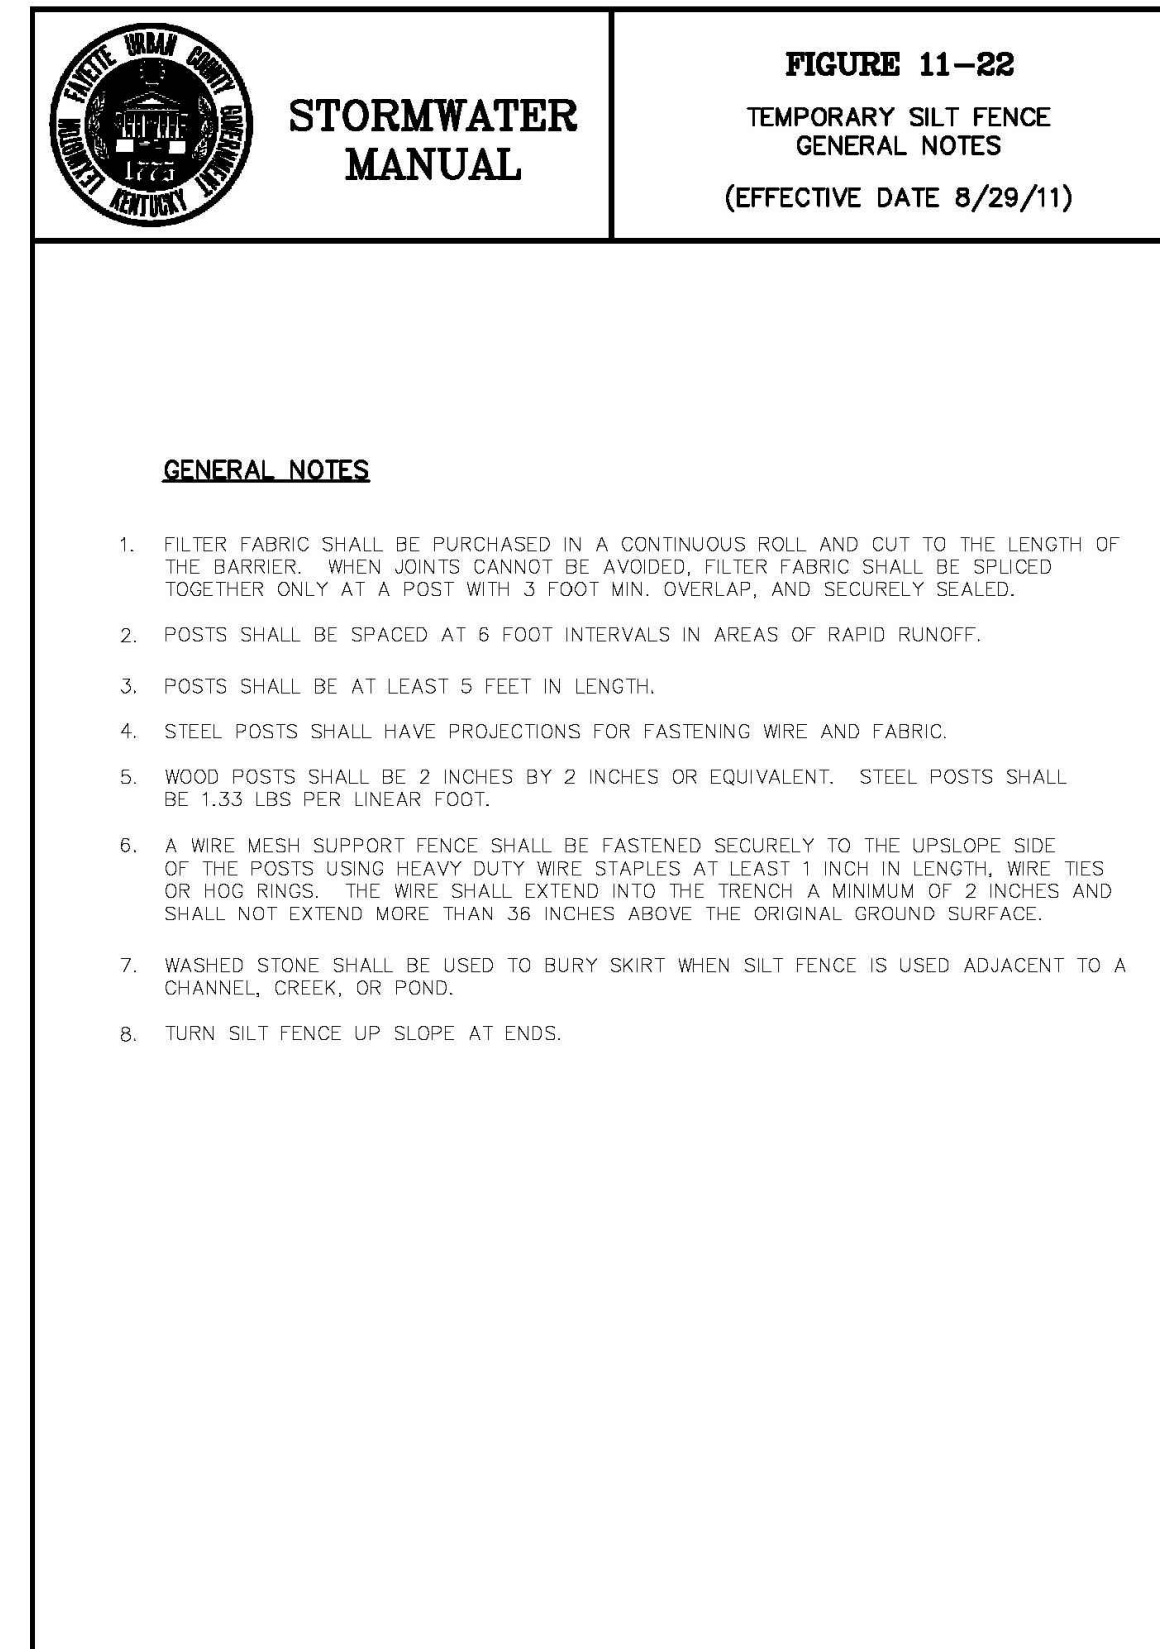 LEXINGTON FAYETTE URBAN COUNTY GOVERNMENT
1775
KENTUCKY
STORMWATER
MANUAL
FIGURE 11-22
TEMPORARY SILT FENCE
GENERAL NOTES
(EFFECTIVE DATE 8/29/11)
GENERAL NOTES
1. FILTER FABRIC SHALL BE PURCHASED IN A CONTINUOUS ROLL AND CUT TO THE LENGTH OF
THE BARRIER. WHEN JOINTS CANNOT BE AVOIDED, FILTER FABRIC SHALL BE SPLICED
TOGETHER ONLY AT A POST WITH 3 FOOT MIN. OVERLAP, AND SECURELY SEALED.
2. POSTS SHALL BE SPACED AT 6 FOOT INTERVALS IN AREAS OF RAPID RUNOFF.
3. POSTS SHALL BE AT LEAST 5 FEET IN LENGTH.
4. STEEL POSTS SHALL HAVE PROJECTIONS FOR FASTENING WIRE AND FABRIC.
5. WOOD POSTS SHALL BE 2 INCHES BY 2 INCHES OR EQUIVALENT. STEEL POSTS SHALL
BE 1.33 LBS PER LINEAR FOOT.
6. A WIRE MESH SUPPORT FENCE SHALL BE FASTENED SECURELY TO THE UPSLOPE SIDE
OF THE POSTS USING HEAVY DUTY WIRE STAPLES AT LEAST 1 INCH IN LENGTH, WIRE TIES
OR HOG RINGS. THE WIRE SHALL EXTEND INTO THE TRENCH A MINIMUM OF 2 INCHES AND
SHALL NOT EXTEND MORE THAN 36 INCHES ABOVE THE ORIGINAL GROUND SURFACE.
7. WASHED STONE SHALL BE USED TO BURY SKIRT WHEN SILT FENCE IS USED ADJACENT TO A
CHANNEL, CREEK, OR POND.
8. TURN SILT FENCE UP SLOPE AT ENDS.